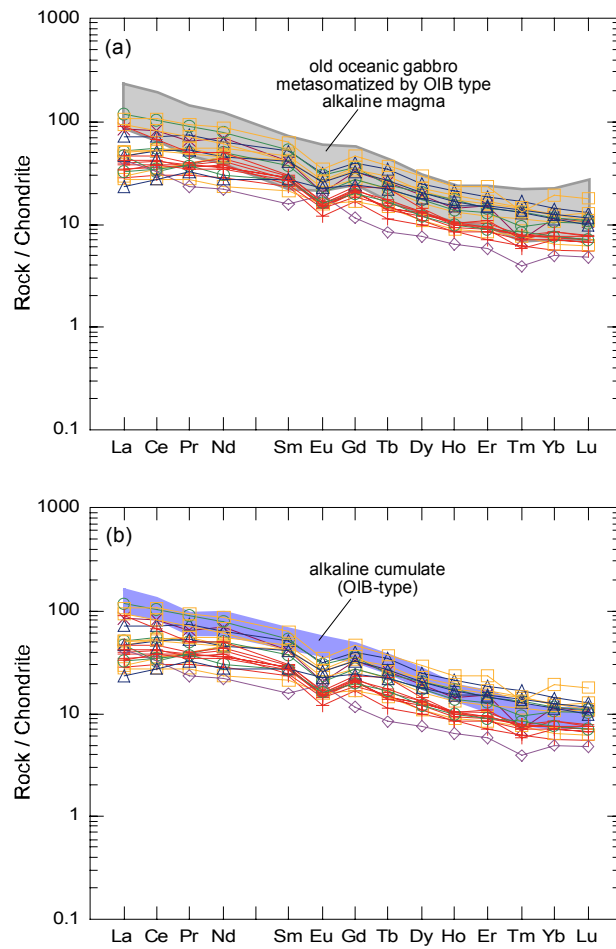 1000
(a)
old oceanic gabbro
metasomatized by OIB type
alkaline magma
100
10
1
0.1
Rock / Chondrite
La Ce Pr Nd Sm Eu Gd Tb Dy Ho Er Tm Yb Lu
1000
(b)
alkaline cumulate
(OIB-type)
100
10
1
0.1
Rock / Chondrite
La Ce Pr Nd Sm Eu Gd Tb Dy Ho Er Tm Yb Lu